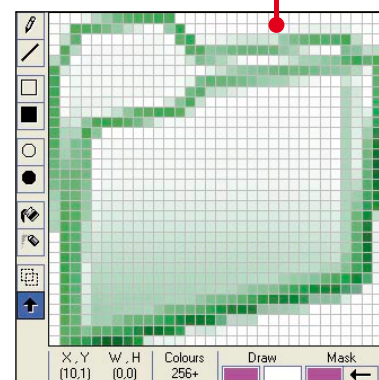 X , Y W , H Colours Draw Mask
(10,1) (0,0) 256+